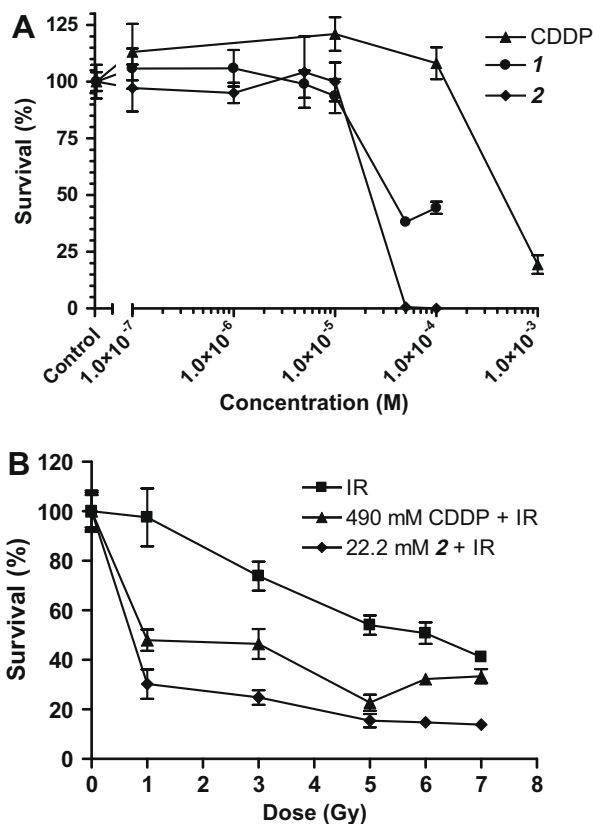 A
125
100
75
50
25
0
Survival (%)
CDDP
1
2
Control
1.0×10⁻⁷
1.0×10⁻⁶
1.0×10⁻⁵
1.0×10⁻⁴
1.0×10⁻³
Concentration (M)
B
120
100
80
60
40
20
0
Survival (%)
IR
490 mM CDDP + IR
22.2 mM 2 + IR
0 1 2 3 4 5 6 7 8
Dose (Gy)